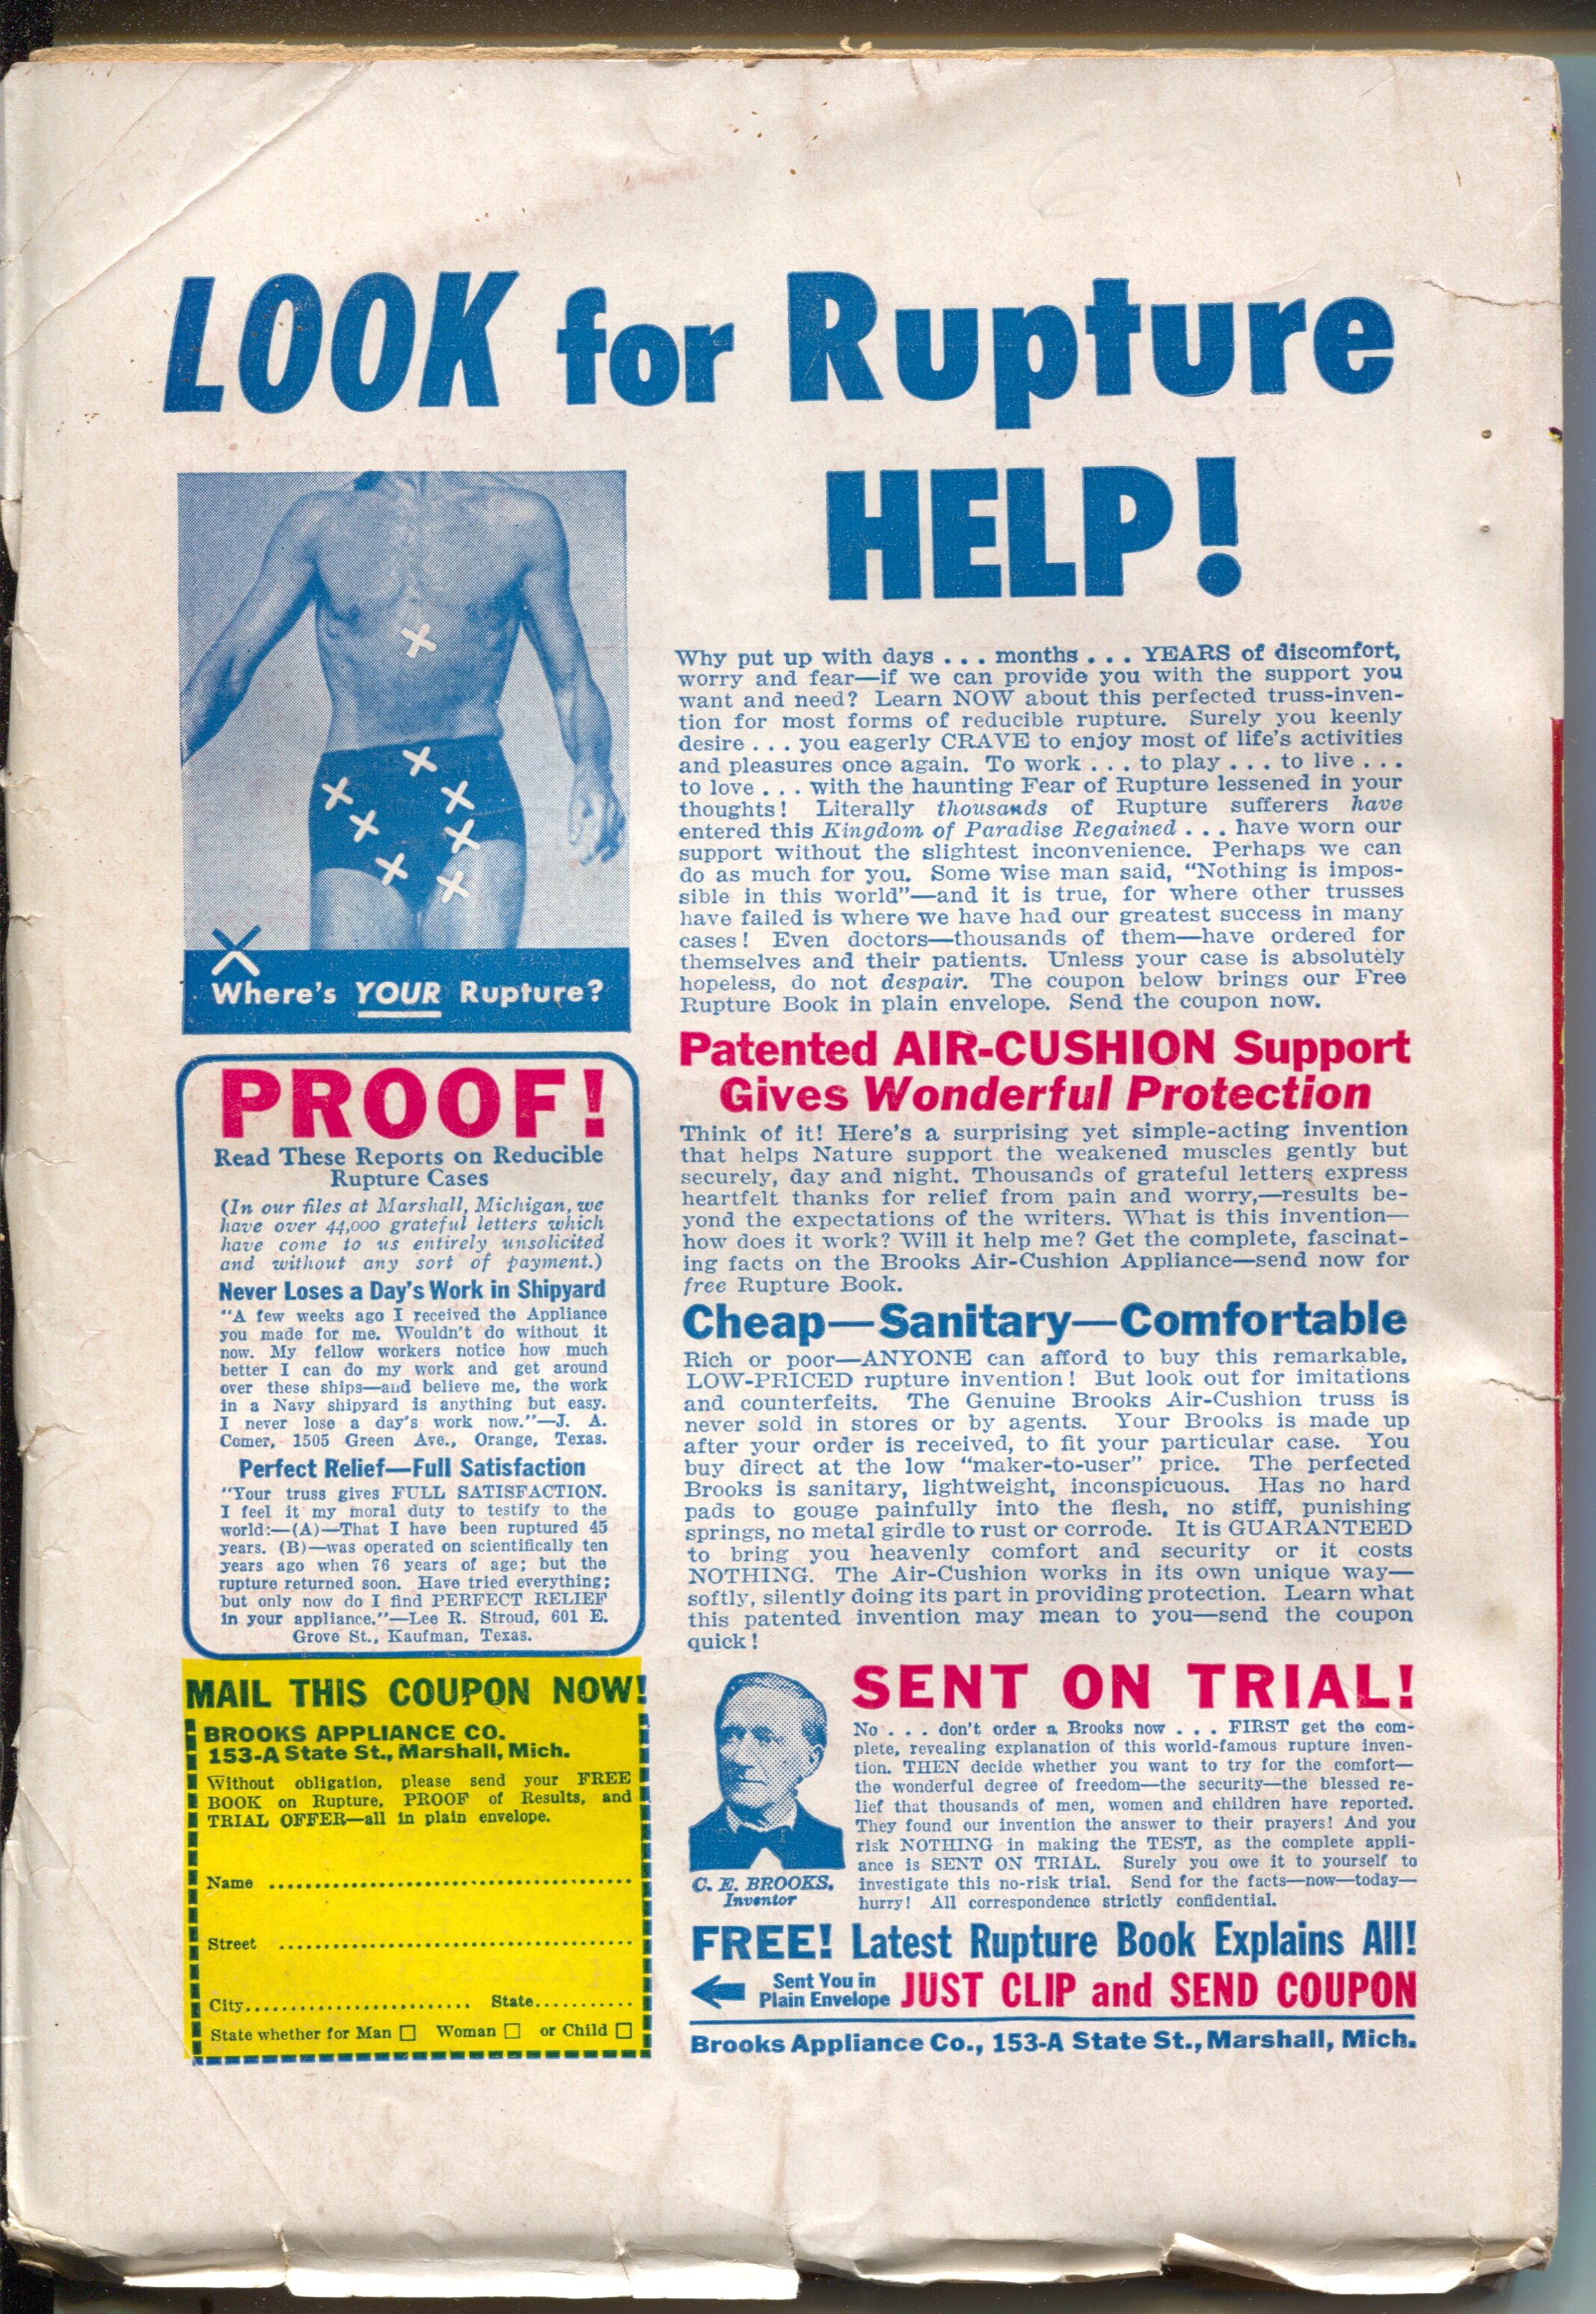 LOOK for Rupture
HELP!
Where's YOUR Rupture?
Why put up with days . . . months . . . YEARS of discomfort,
worry and fear—if we can provide you with the support you
want and need? Learn NOW about this perfected truss-inven-
tion for most forms of reducible rupture. Surely you keenly
desire . . . you eagerly CRAVE to enjoy most of life's activities
and pleasures once again. To work . . . to play . . . to live . . .
to love . . . with the haunting Fear of Rupture lessened in your
thoughts! Literally thousands of Rupture sufferers have
entered this Kingdom of Paradise Regained . . . have worn our
support without the slightest inconvenience. Perhaps we can
do as much for you. Some wise man said, "Nothing is impos-
sible in this world"—and it is true, for where other trusses
have failed is where we have had our greatest success in many
cases! Even doctors—thousands of them—have ordered for
themselves and their patients. Unless your case is absolutely
hopeless, do not despair. The coupon below brings our Free
Rupture Book in plain envelope. Send the coupon now.
PROOF!
Read These Reports on Reducible
Rupture Cases
(In our files at Marshall, Michigan, we
have over 44,000 grateful letters which
have come to us entirely unsolicited
and without any sort of payment.)
Never Loses a Day's Work in Shipyard
"A few weeks ago I received the Appliance
you made for me. Wouldn't do without it
now. My fellow workers notice how much
better I can do my work and get around
over these ships—and believe me, the work
in a Navy shipyard is anything but easy.
I never lose a day's work now."—J. A.
Comer, 1505 Green Ave., Orange, Texas.
Perfect Relief—Full Satisfaction
"Your truss gives FULL SATISFACTION.
I feel it my moral duty to testify to the
world:—(A)—That I have been ruptured 45
years. (B)—was operated on scientifically ten
years ago when 76 years of age; but the
rupture returned soon. Have tried everything;
but only now do I find PERFECT RELIEF
in your appliance."—Lee R. Stroud, 601 E.
Grove St., Kaufman, Texas.
Patented AIR-CUSHION Support
Gives Wonderful Protection
Think of it! Here's a surprising yet simple-acting invention
that helps Nature support the weakened muscles gently but
securely, day and night. Thousands of grateful letters express
heartfelt thanks for relief from pain and worry,—results be-
yond the expectations of the writers. What is this invention—
how does it work? Will it help me? Get the complete, fascinat-
ing facts on the Brooks Air-Cushion Appliance—send now for
free Rupture Book.
Cheap—Sanitary—Comfortable
Rich or poor—ANYONE can afford to buy this remarkable,
LOW-PRICED rupture invention! But look out for imitations
and counterfeits. The Genuine Brooks Air-Cushion truss is
never sold in stores or by agents. Your Brooks is made up
after your order is received, to fit your particular case. You
buy direct at the low "maker-to-user" price. The perfected
Brooks is sanitary, lightweight, inconspicuous. Has no hard
pads to gouge painfully into the flesh, no stiff, punishing
springs, no metal girdle to rust or corrode. It is GUARANTEED
to bring you heavenly comfort and security or it costs
NOTHING. The Air-Cushion works in its own unique way—
softly, silently doing its part in providing protection. Learn what
this patented invention may mean to you—send the coupon
quick!
MAIL THIS COUPON NOW!
BROOKS APPLIANCE CO.
153-A State St., Marshall, Mich.
Without obligation, please send your FREE
BOOK on Rupture, PROOF of Results, and
TRIAL OFFER—all in plain envelope.
Name
Street
City State
State whether for Man □ Woman □ or Child □
SENT ON TRIAL!
No . . . don't order a Brooks now . . . FIRST get the com-
plete, revealing explanation of this world-famous rupture inven-
tion. THEN decide whether you want to try for the comfort—
the wonderful degree of freedom—the security—the blessed re-
lief that thousands of men, women and children have reported.
They found our invention the answer to their prayers! And you
risk NOTHING in making the TEST, as the complete appli-
ance is SENT ON TRIAL. Surely you owe it to yourself to
investigate this no-risk trial. Send for the facts—now—today—
hurry! All correspondence strictly confidential.
C. E. BROOKS,
Inventor
FREE! Latest Rupture Book Explains All!
Sent You in
Plain Envelope
JUST CLIP and SEND COUPON
Brooks Appliance Co., 153-A State St., Marshall, Mich.